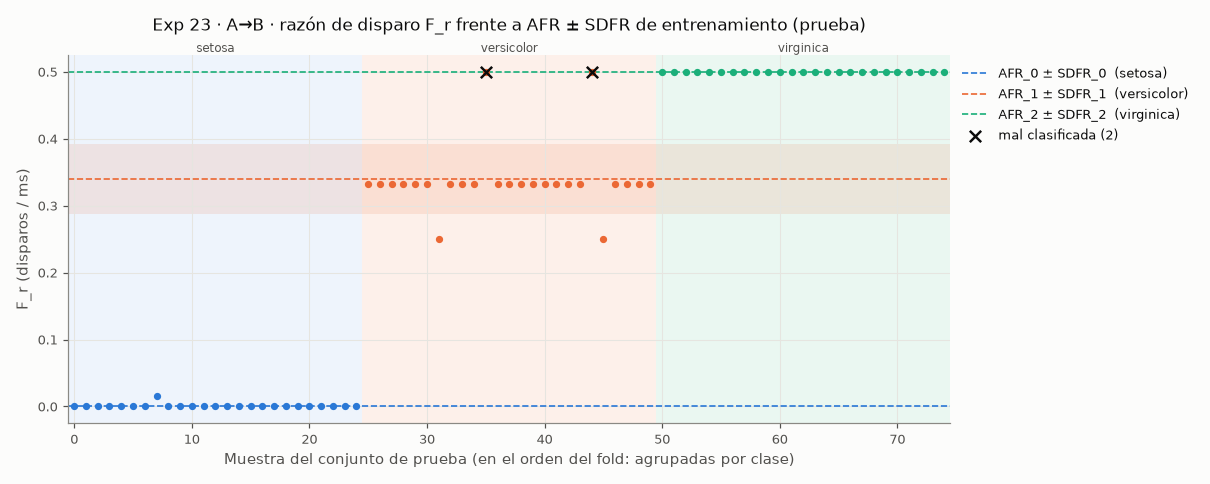 Exp 23 · A→B · razón de disparo F_r frente a AFR ± SDFR de entrenamiento (prueba)
setosa
versicolor
virginica
0.5
0.4
0.3
0.2
0.1
0.0
F_r (disparos / ms)
0
10
20
30
40
50
60
70
Muestra del conjunto de prueba (en el orden del fold: agrupadas por clase)
AFR_0 ± SDFR_0 (setosa)
AFR_1 ± SDFR_1 (versicolor)
AFR_2 ± SDFR_2 (virginica)
mal clasificada (2)